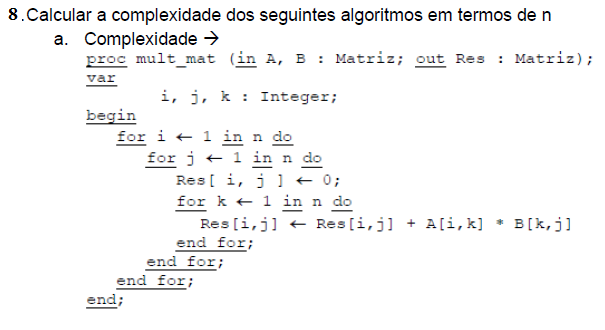 8.Calcular a complexidade dos seguintes algoritmos em termos de n
a. Complexidade →
proc mult_mat (in A, B : Matriz; out Res : Matriz);
var
i, j, k : Integer;
begin
for i ← 1 in n do
for j ← 1 in n do
Res[ i, j ] ← 0;
for k ← 1 in n do
Res[i,j] ← Res[i,j] + A[i,k] * B[k,j]
end for;
end for;
end for;
end;